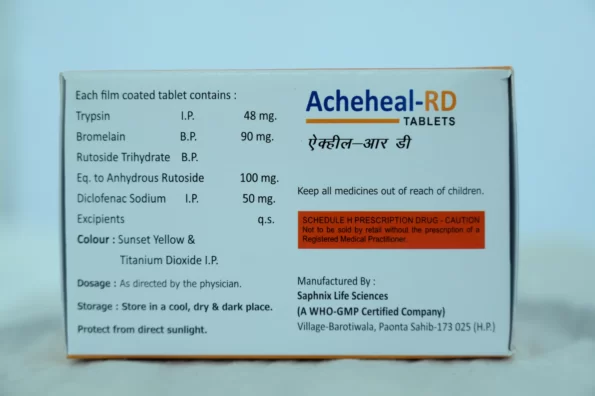 Each film coated tablet contains :
Trypsin I.P. 48 mg.
Bromelain B.P. 90 mg.
Rutoside Trihydrate B.P.
Eq. to Anhydrous Rutoside 100 mg.
Diclofenac Sodium I.P. 50 mg.
Excipients q.s.
Colour : Sunset Yellow &
Titanium Dioxide I.P.
Dosage : As directed by the physician.
Storage : Store in a cool, dry & dark place.
Protect from direct sunlight.
Acheheal-RD
TABLETS
ऐक्हील-आर डी
Keep all medicines out of reach of children.
SCHEDULE H PRESCRIPTION DRUG - CAUTION
Not to be sold by retail without the prescription of a
Registered Medical Practitioner.
Manufactured By :
Saphnix Life Sciences
(A WHO-GMP Certified Company)
Village-Barotiwala, Paonta Sahib-173 025 (H.P.)